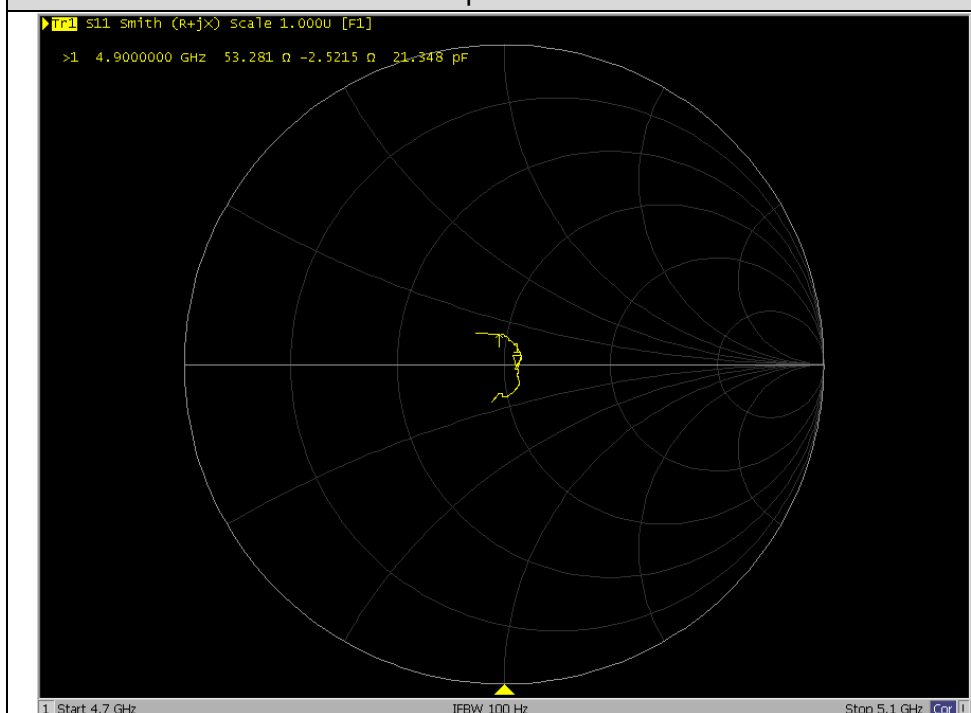 Tr1 S11 Smith (R+jX) Scale 1.000U [F1]
>1 4.9000000 GHz 53.281 Ω -2.5215 Ω 21.348 pF
1 Start 4.7 GHz IFBW 100 Hz Stop 5.1 GHz Cor !